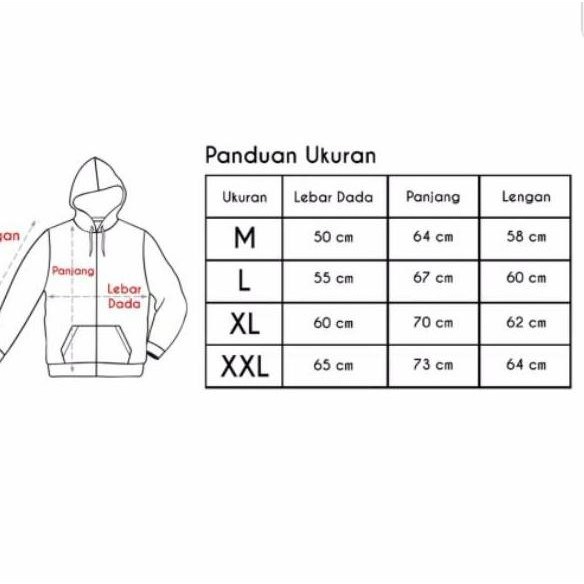 Panduan Ukuran
Ukuran Lebar Dada Panjang Lengan
M 50 cm 64 cm 58 cm
L 55 cm 67 cm 60 cm
XL 60 cm 70 cm 62 cm
XXL 65 cm 73 cm 64 cm
Panjang
Lebar
Dada